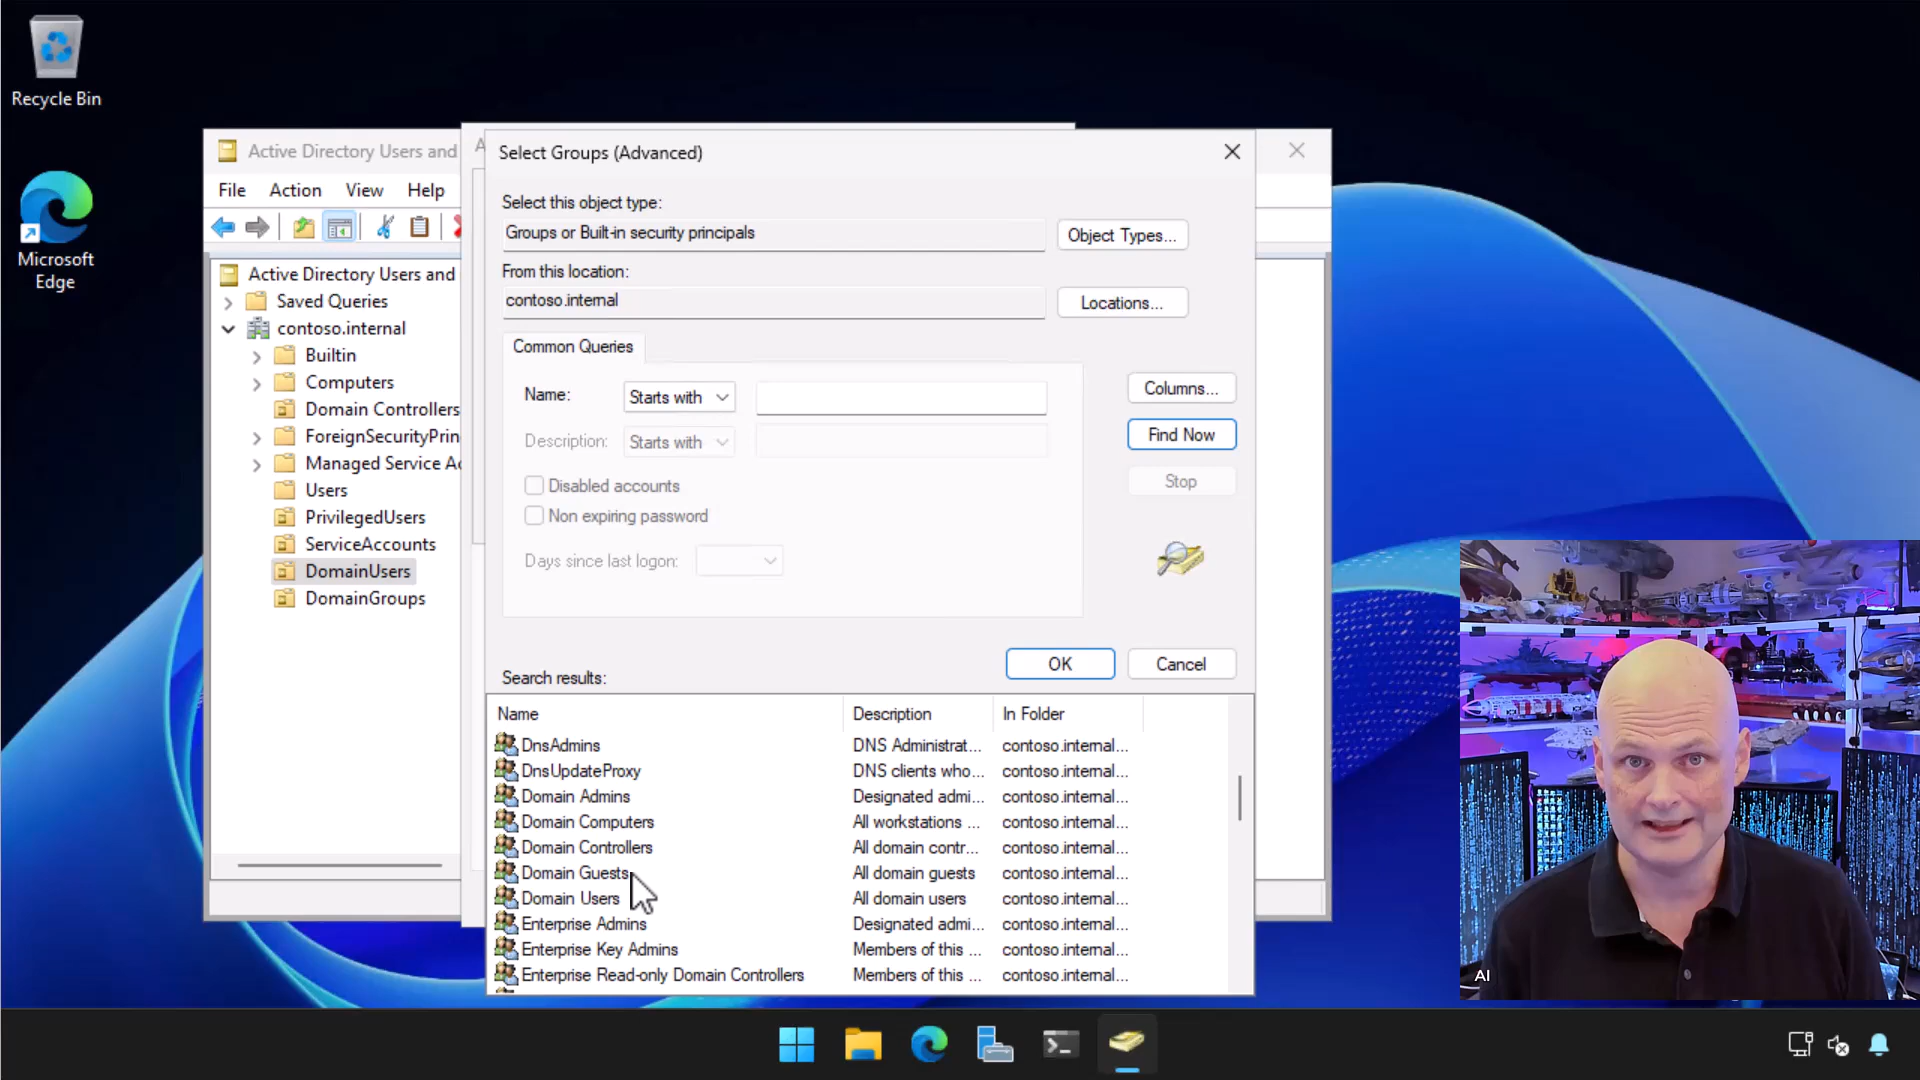 Recycle Bin
Microsoft
Edge
Active Directory Users and
File Action View Help
Active Directory Users and
Saved Queries
contoso.internal
Builtin
Computers
Domain Controllers
ForeignSecurityPrin
Managed Service Ac
Users
PrivilegedUsers
ServiceAccounts
DomainUsers
DomainGroups
Select Groups (Advanced)
Select this object type:
Groups or Built-in security principals
Object Types...
From this location:
contoso.internal
Locations...
Common Queries
Name: Starts with
Columns...
Description: Starts with
Find Now
Disabled accounts
Stop
Non expiring password
Days since last logon:
OK Cancel
Search results:
Name Description In Folder
DnsAdmins DNS Administrat... contoso.internal...
DnsUpdateProxy DNS clients who... contoso.internal...
Domain Admins Designated admi... contoso.internal...
Domain Computers All workstations ... contoso.internal...
Domain Controllers All domain contr... contoso.internal...
Domain Guests All domain guests contoso.internal...
Domain Users All domain users contoso.internal...
Enterprise Admins Designated admi... contoso.internal...
Enterprise Key Admins Members of this ... contoso.internal...
Enterprise Read-only Domain Controllers Members of this ... contoso.internal...
AI